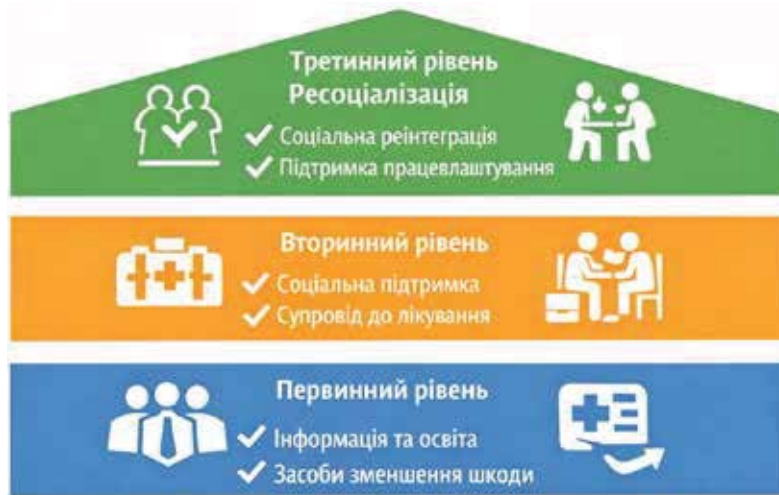 Третинний рівень
Ресоціалізація
Соціальна реінтеграція
Підтримка працевлаштування
Вторинний рівень
Соціальна підтримка
Супровід до лікування
Первинний рівень
Інформація та освіта
Засоби зменшення шкоди